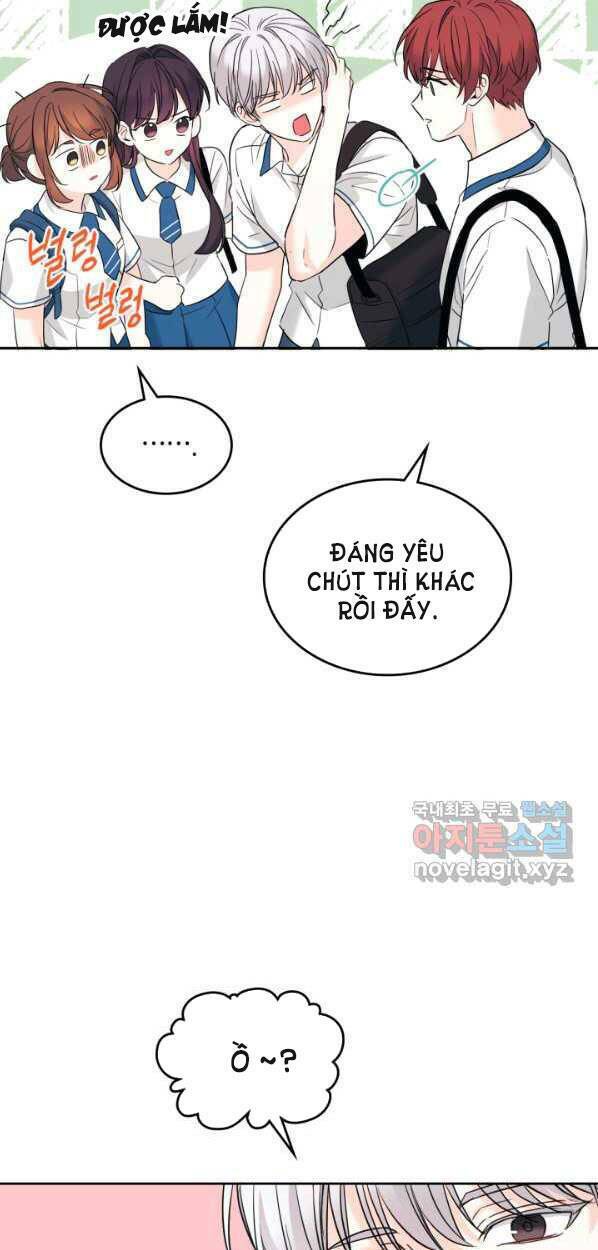 ĐƯỢC LẮM!
벌렁
벌렁
.......
ĐÁNG YÊU
CHÚT THÌ KHÁC
RỒI ĐẤY.
국내최초 무료 웹소설
아지툰소설
novelagit.xyz
Ồ ~?